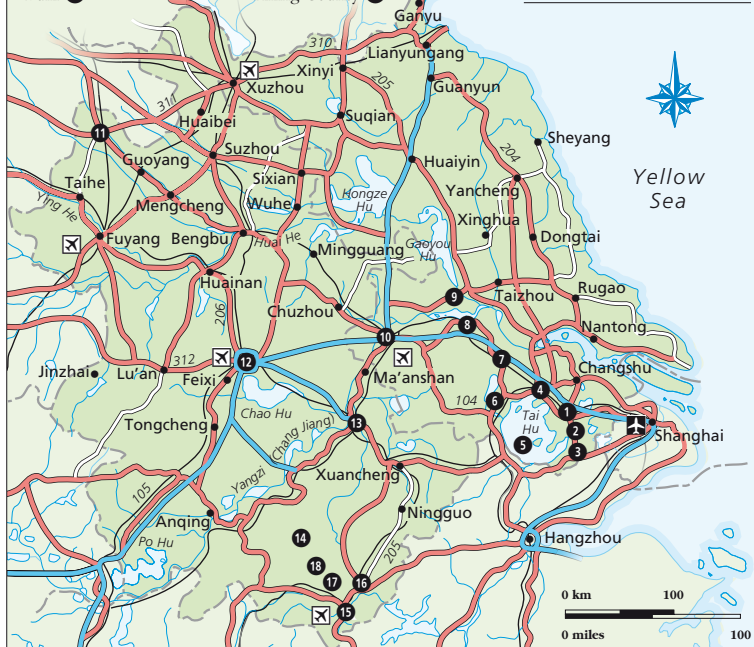 Ganyu
310
Lianyungang
Xinyi
205
Xuzhou
Guanyun
311
Huaibei
Suqian
11
Sheyang
Suzhou
204
Guoyang
Huaiyin
Sixian
Yellow
Sea
Taihe
Yancheng
Ying He
Mengcheng
Wuhe
Hongze
Hu
Xinghua
Fuyang
Bengbu
Huai He
Mingguang
Gaoyou
Hu
Dongtai
Huainan
9
Taizhou
Rugao
206
Chuzhou
8
Nantong
10
7
312
12
Jinzhai
Lu'an
Feixi
Ma'anshan
Changshu
4
6
104
1
Chao Hu
Tai
Hu
Tongcheng
13
2
Shanghai
5
3
Yangzi (Chang Jiang)
Xuancheng
105
Anqing
Ningguo
14
Hangzhou
Po Hu
205
18
17
16
15
0 km 100
0 miles 100